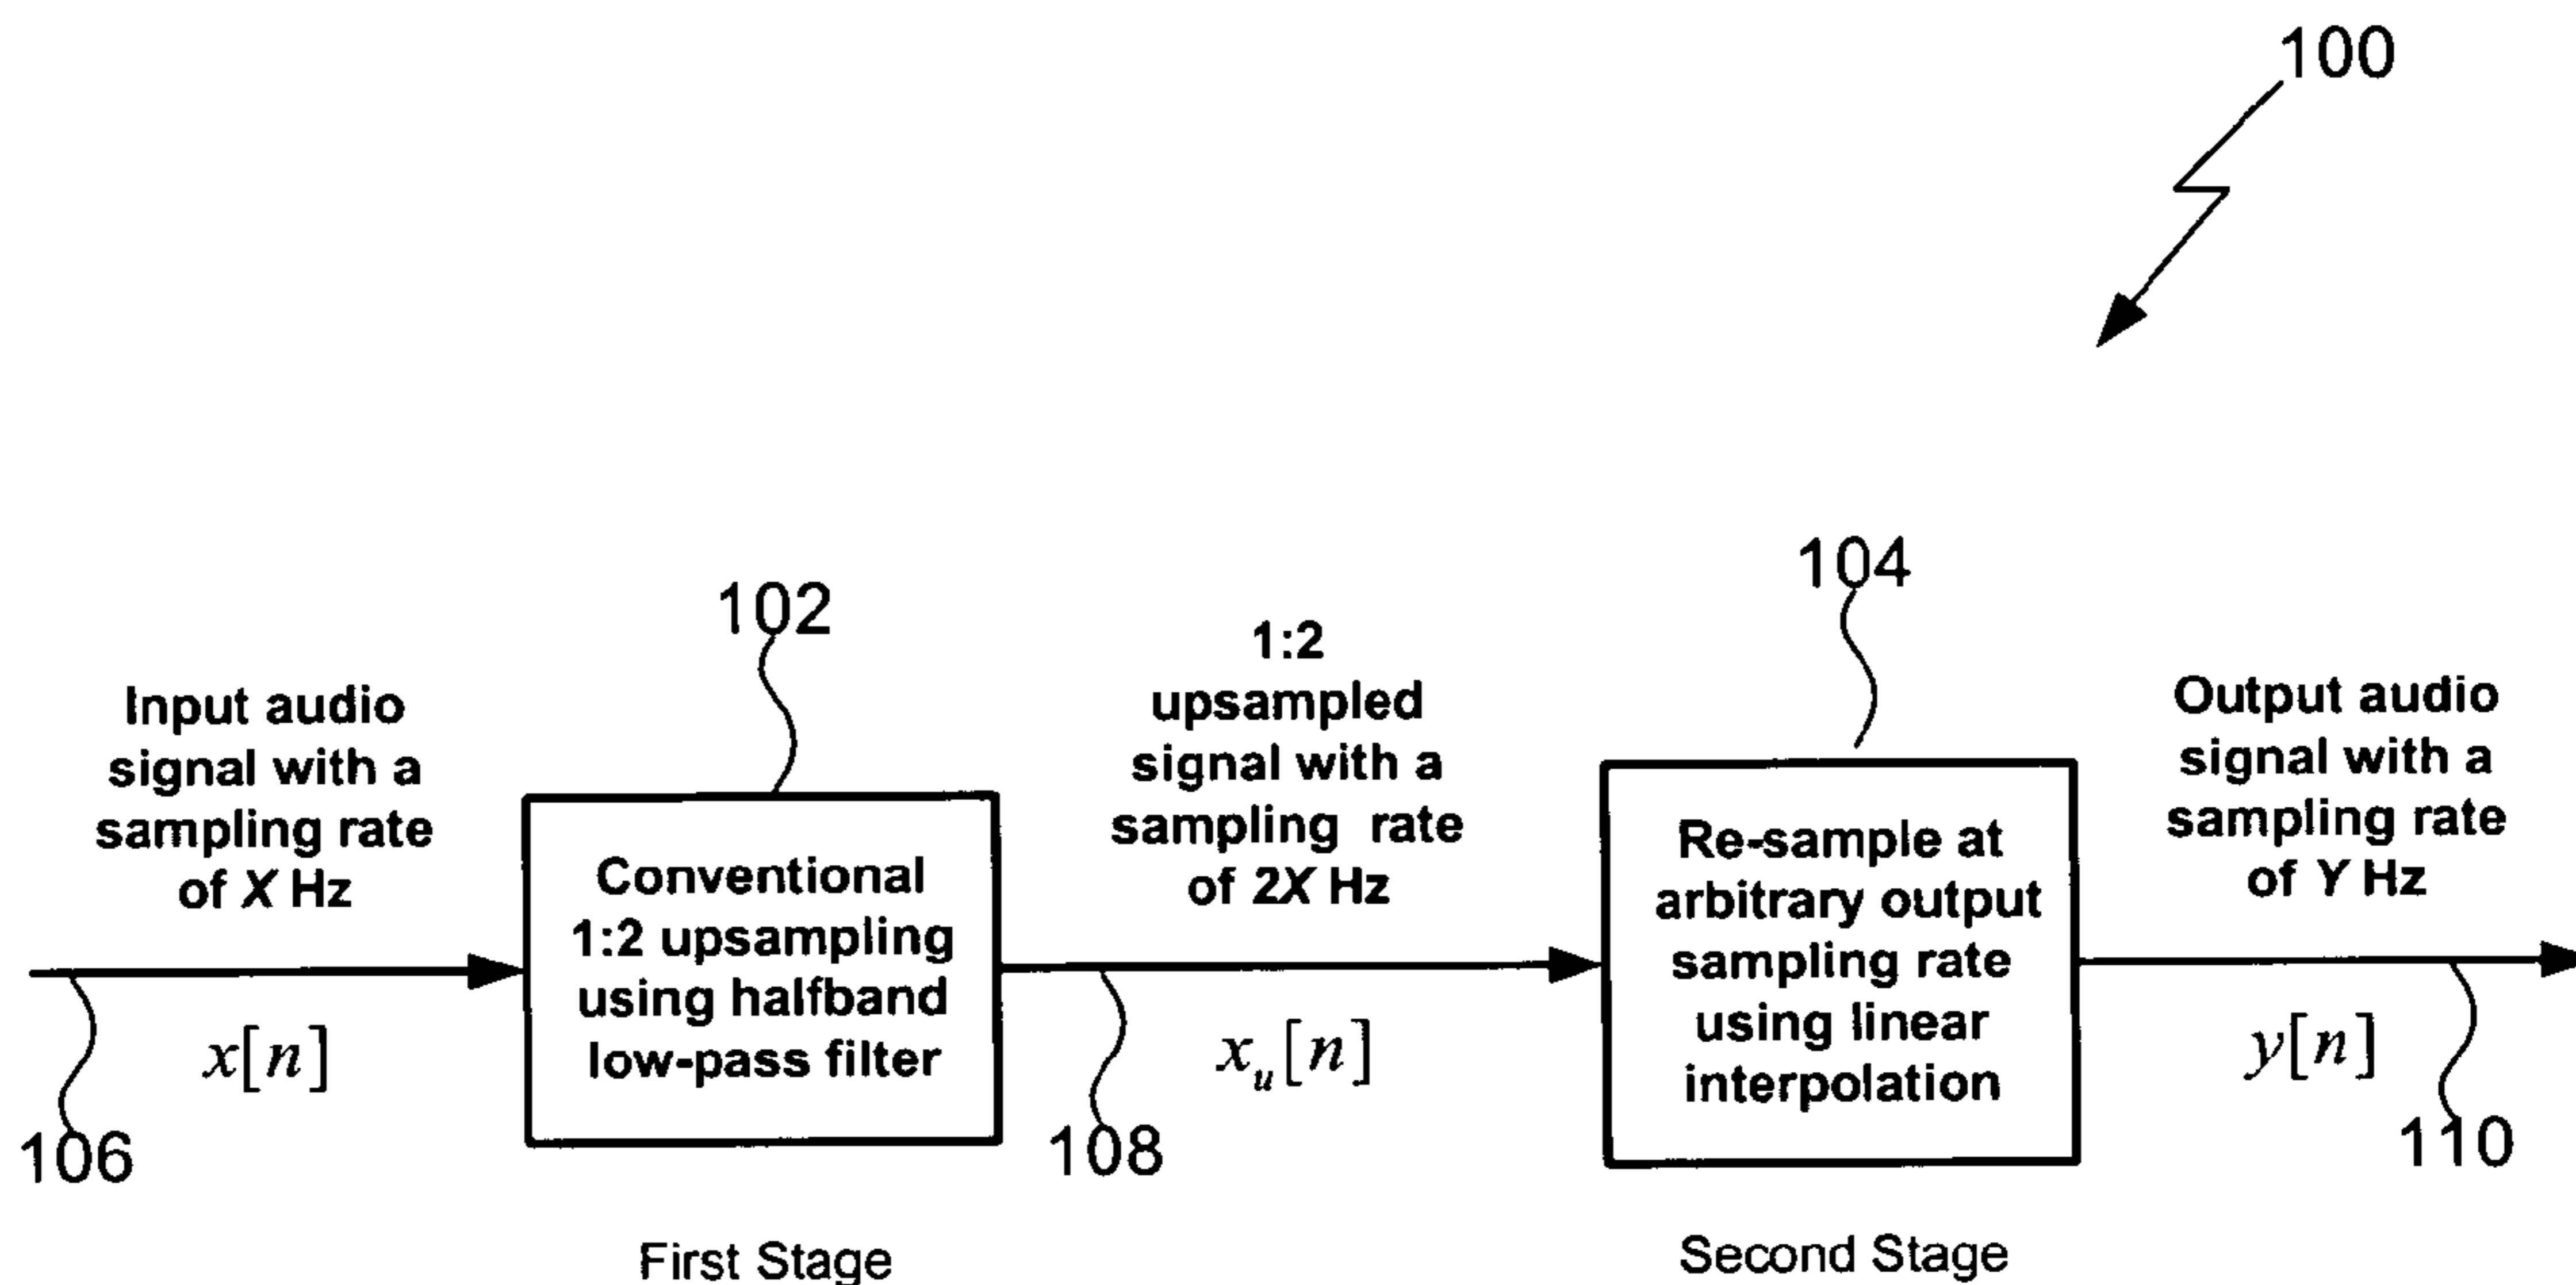 100
102
104
Input audio
signal with a
sampling rate
of X Hz
Conventional
1:2 upsampling
using halfband
low-pass filter
1:2
upsampled
signal with a
sampling rate
of 2X Hz
Re-sample at
arbitrary output
sampling rate
using linear
interpolation
Output audio
signal with a
sampling rate
of Y Hz
x[n]
x_u[n]
y[n]
106
108
110
First Stage
Second Stage